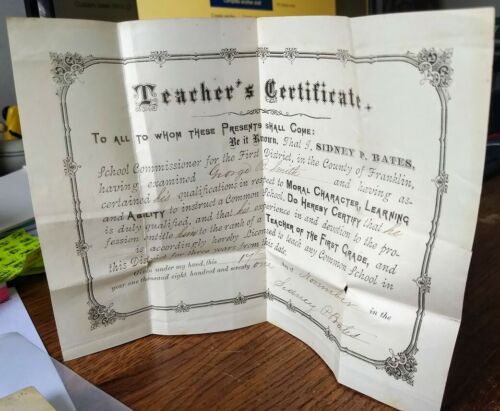 Teacher's Certificate.
TO ALL TO WHOM THESE PRESENTS SHALL COME:
Be it Known, That I, SIDNEY P. BATES,
School Commissioner for the First District, in the County of Franklin,
having examined George Smith and having as-
certained his qualifications in respect to MORAL CHARACTER, LEARNING
AND ABILITY to instruct a Common School, DO HEREBY CERTIFY that he
is duly qualified, and that his experience in and devotion to the pro-
fession entitle him to the rank of a TEACHER OF THE FIRST GRADE, and
is accordingly hereby Licensed to teach any Common School in
this District for years from this date.
Given under my hand, this 17 day November in the
year one thousand eight hundred and seventy one
Sidney P Bates